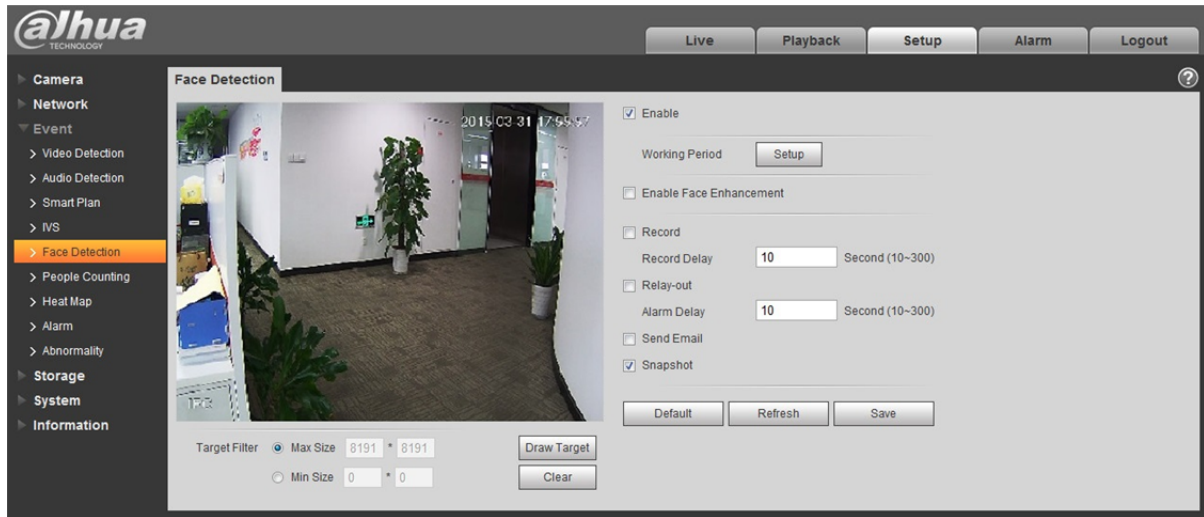 alhua
TECHNOLOGY
Live
Playback
Setup
Alarm
Logout
Camera
Network
Event
> Video Detection
> Audio Detection
> Smart Plan
> IVS
> Face Detection
> People Counting
> Heat Map
> Alarm
> Abnormality
Storage
System
Information
Face Detection
?
2015-03-31 17:55:57
IPC
Target Filter Max Size 8191 * 8191 Draw Target
Min Size 0 * 0 Clear
Enable
Working Period Setup
Enable Face Enhancement
Record
Record Delay 10 Second (10~300)
Relay-out
Alarm Delay 10 Second (10~300)
Send Email
Snapshot
Default Refresh Save